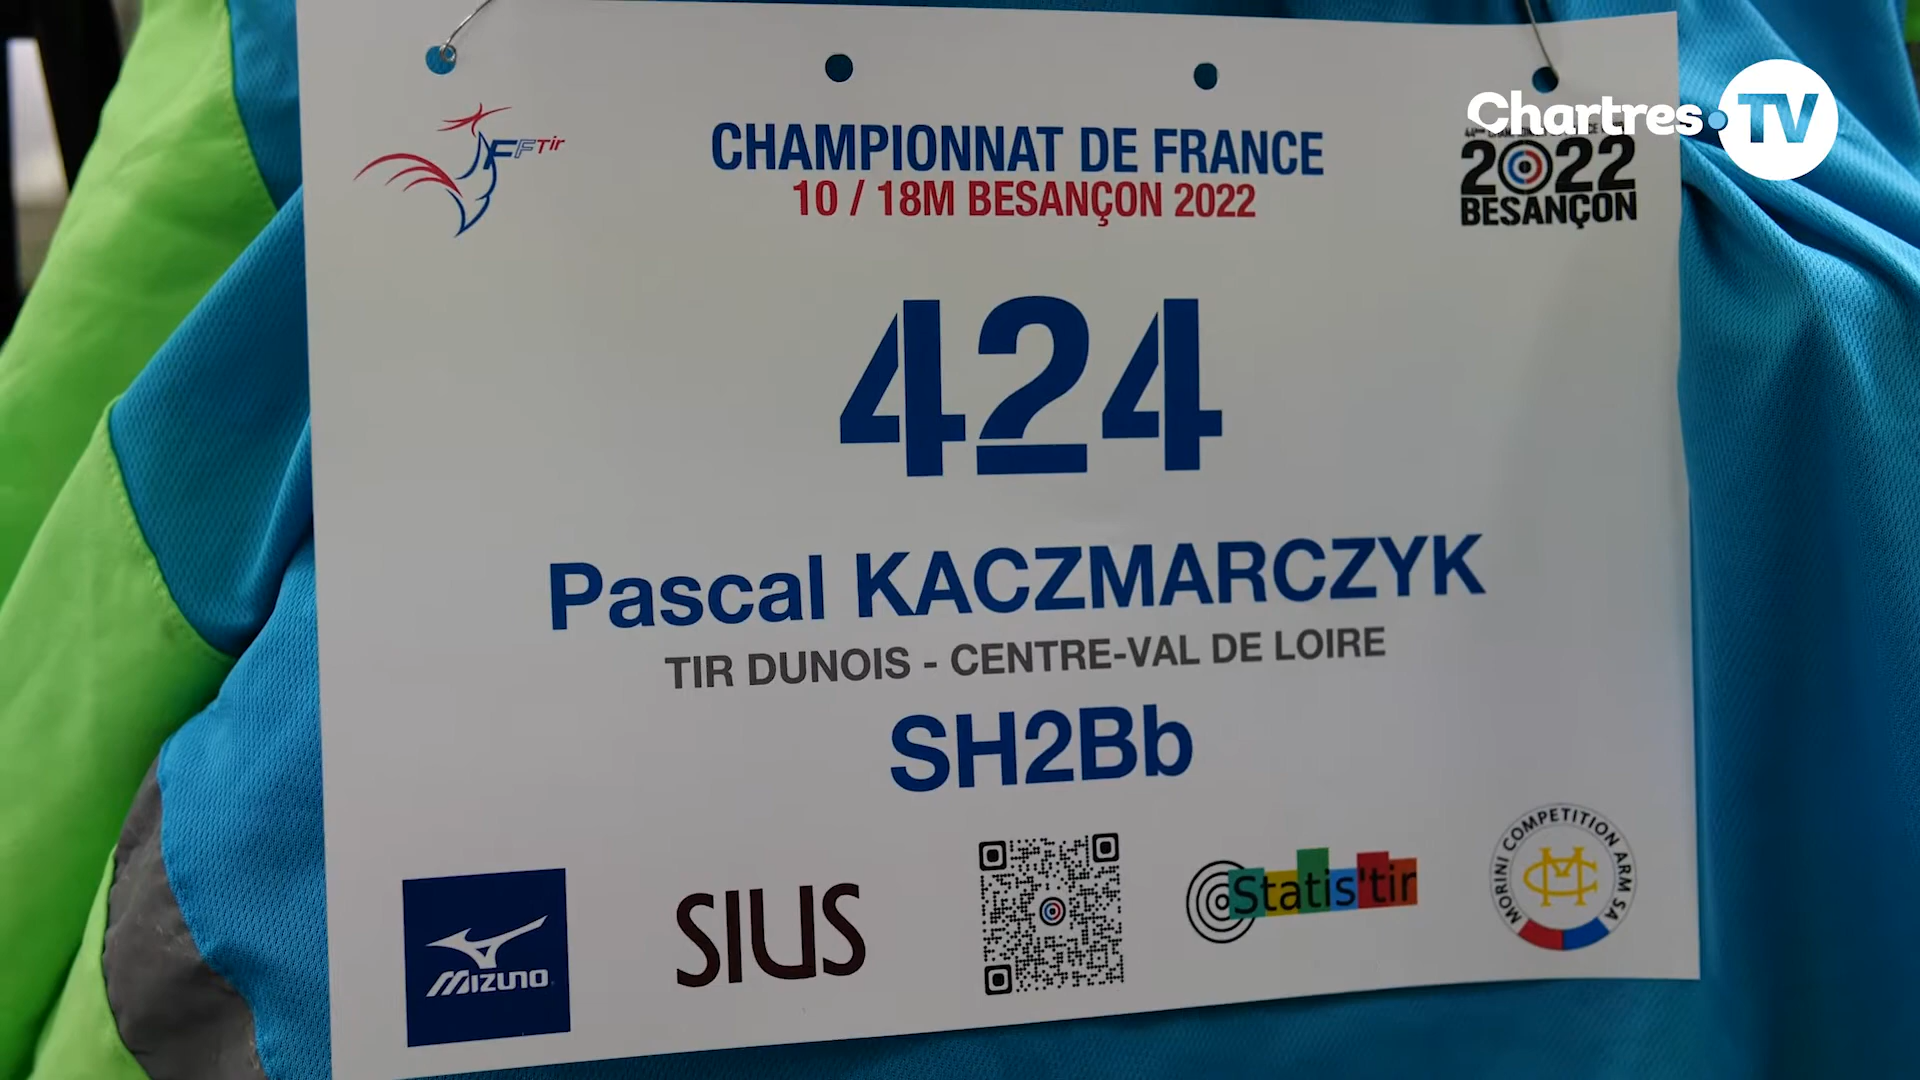 Chartres.TV
FFTir
CHAMPIONNAT DE FRANCE
10 / 18M BESANÇON 2022
2022
BESANÇON
424
Pascal KACZMARCZYK
TIR DUNOIS - CENTRE-VAL DE LOIRE
SH2Bb
MIZUNO
SIUS
Statis'tir
MORINI COMPETITION ARM SA